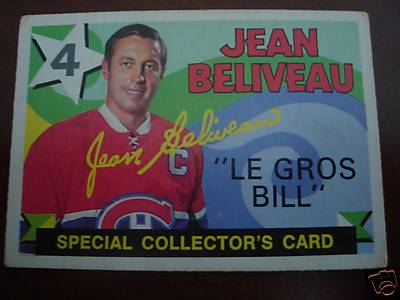 4
JEAN
BELIVEAU
Jean Beliveau
C
"LE GROS
BILL"
SPECIAL COLLECTOR'S CARD